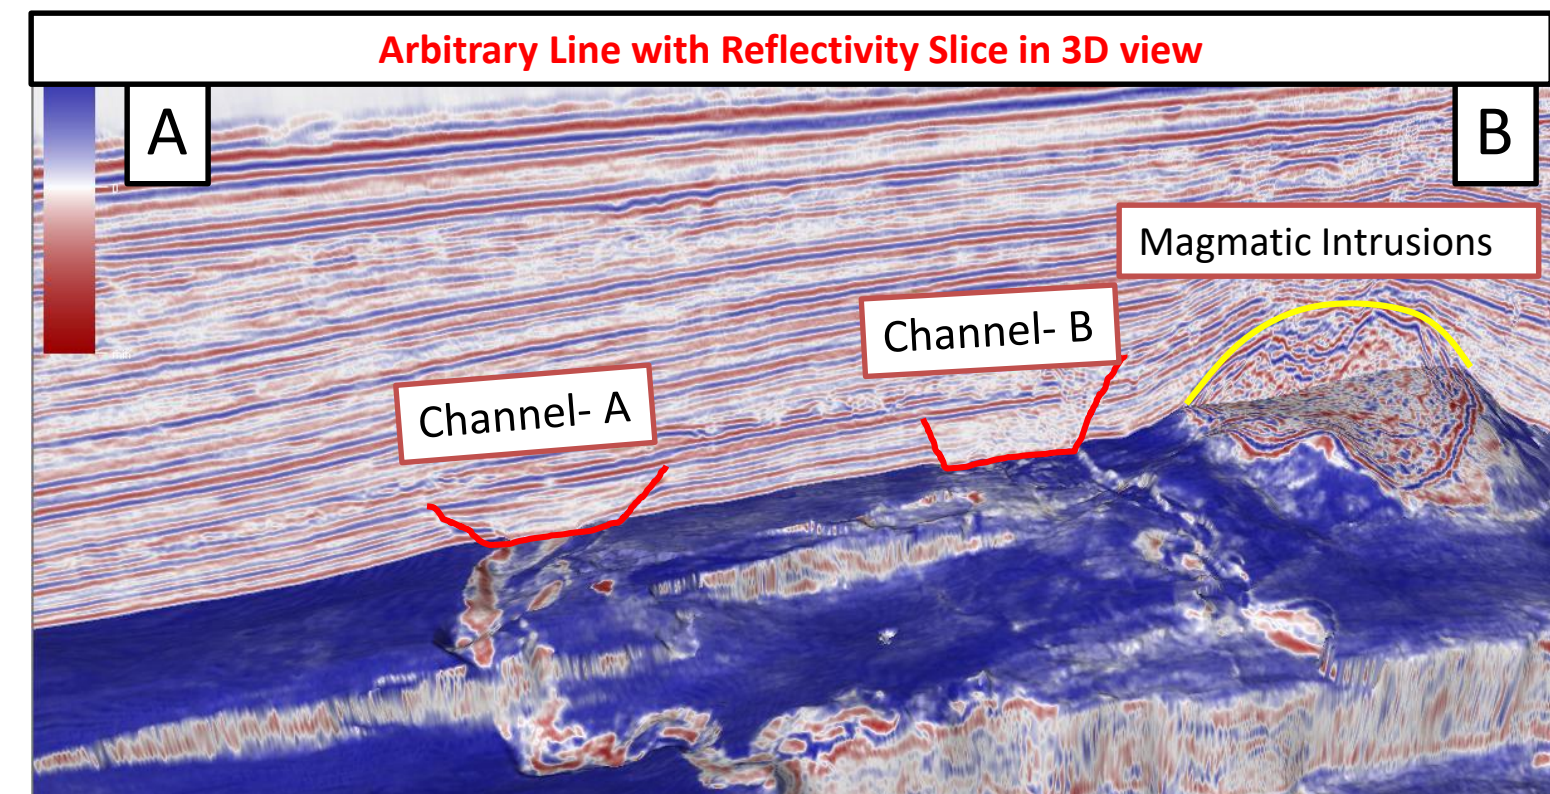 Arbitrary Line with Reflectivity Slice in 3D view
A
B
Magmatic Intrusions
Channel- B
Channel- A